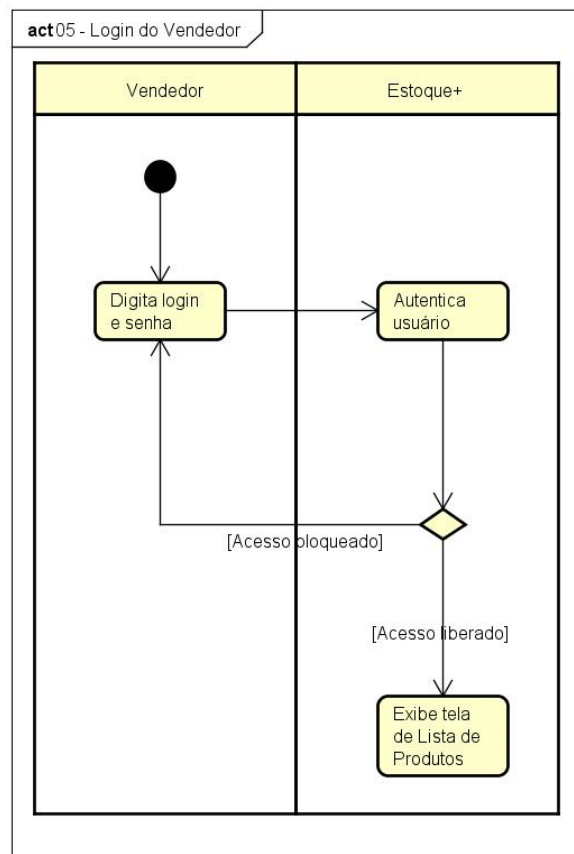 act 05 - Login do Vendedor
Vendedor
Estoque+
Digita login
e senha
Autentica
usuário
[Acesso bloqueado]
[Acesso liberado]
Exibe tela
de Lista de
Produtos